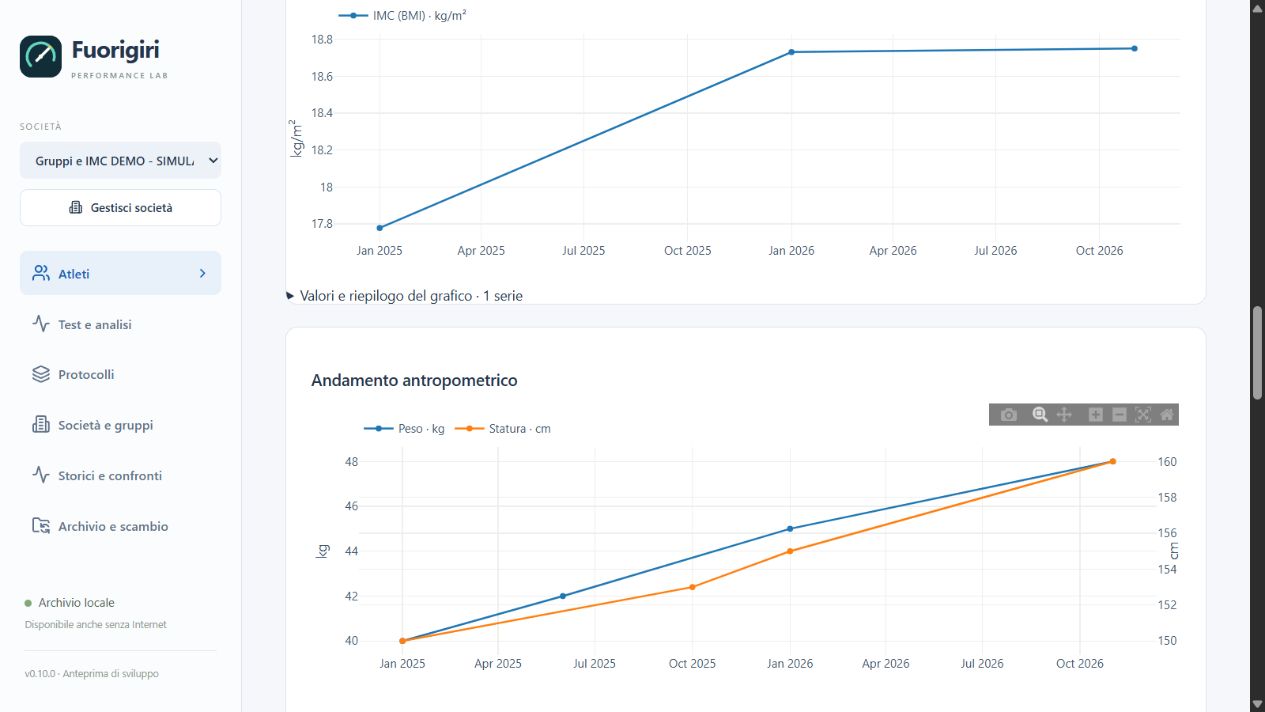 Fuorigiri
PERFORMANCE LAB
SOCIETÀ
Gruppi e IMC DEMO - SIMUL
Gestisci società
Atleti
Test e analisi
Protocolli
Società e gruppi
Storici e confronti
Archivio e scambio
Archivio locale
Disponibile anche senza Internet
v0.10.0 · Anteprima di sviluppo
IMC (BMI) · kg/m²
kg/m²
18.8
18.6
18.4
18.2
18
17.8
Jan 2025 Apr 2025 Jul 2025 Oct 2025 Jan 2026 Apr 2026 Jul 2026 Oct 2026
Valori e riepilogo del grafico · 1 serie
Andamento antropometrico
Peso · kg Statura · cm
kg
48
46
44
42
40
160
158
156
154
152
150
cm
Jan 2025 Apr 2025 Jul 2025 Oct 2025 Jan 2026 Apr 2026 Jul 2026 Oct 2026